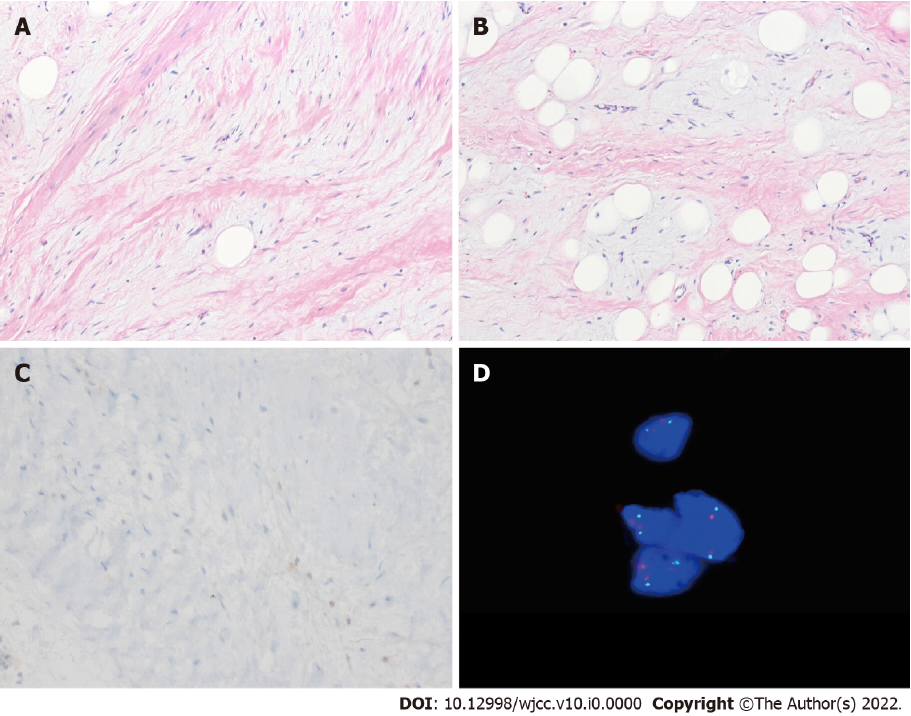 A
B
C
D
DOI: 10.12998/wjcc.v10.i0.0000 Copyright ©The Author(s) 2022.